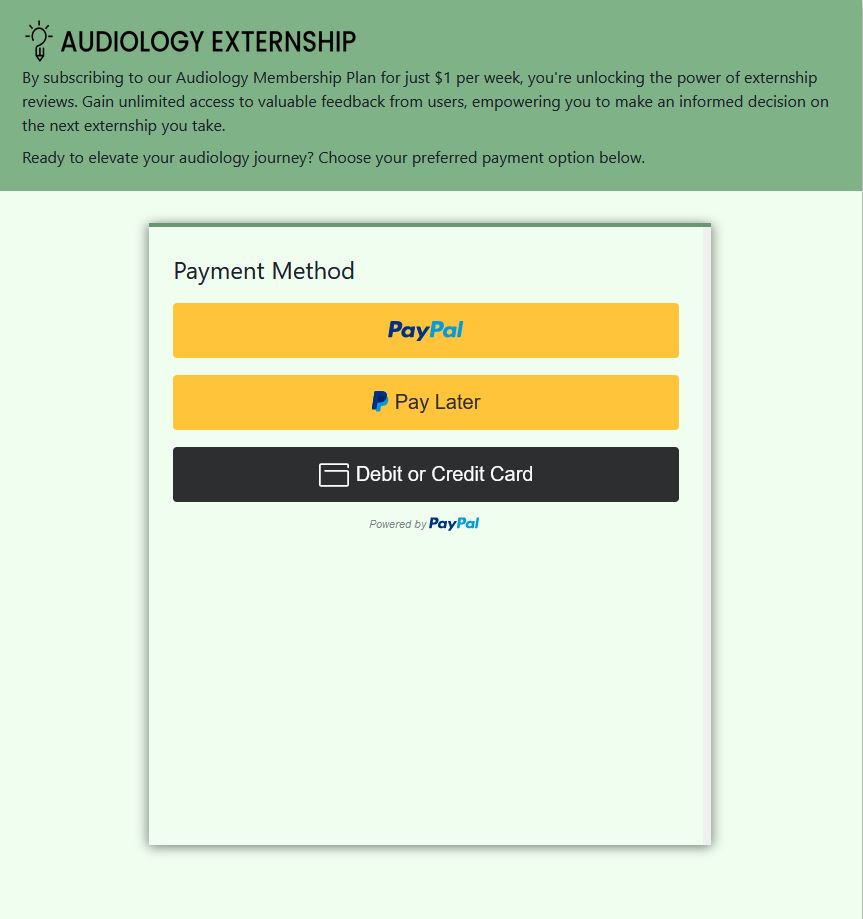 AUDIOLOGY EXTERNSHIP
By subscribing to our Audiology Membership Plan for just $1 per week, you're unlocking the power of externship
reviews. Gain unlimited access to valuable feedback from users, empowering you to make an informed decision on
the next externship you take.
Ready to elevate your audiology journey? Choose your preferred payment option below.
Payment Method
PayPal
Pay Later
Debit or Credit Card
Powered by PayPal